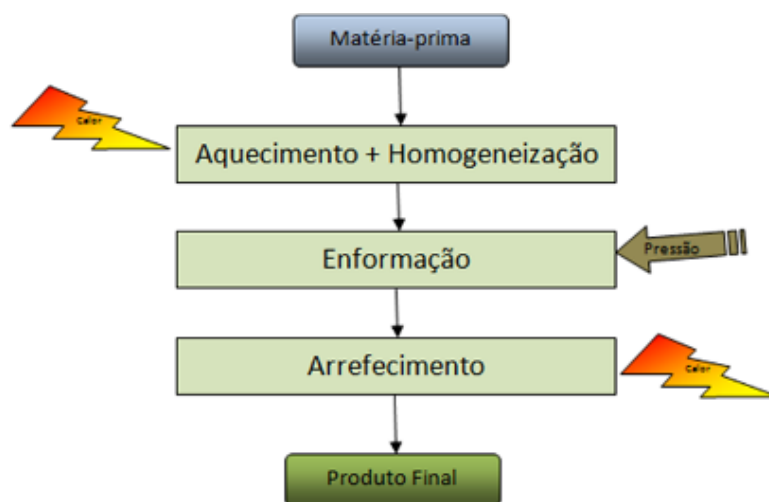 Matéria-prima
Calor
Aquecimento + Homogeneização
Enformação
Pressão
Arrefecimento
Calor
Produto Final